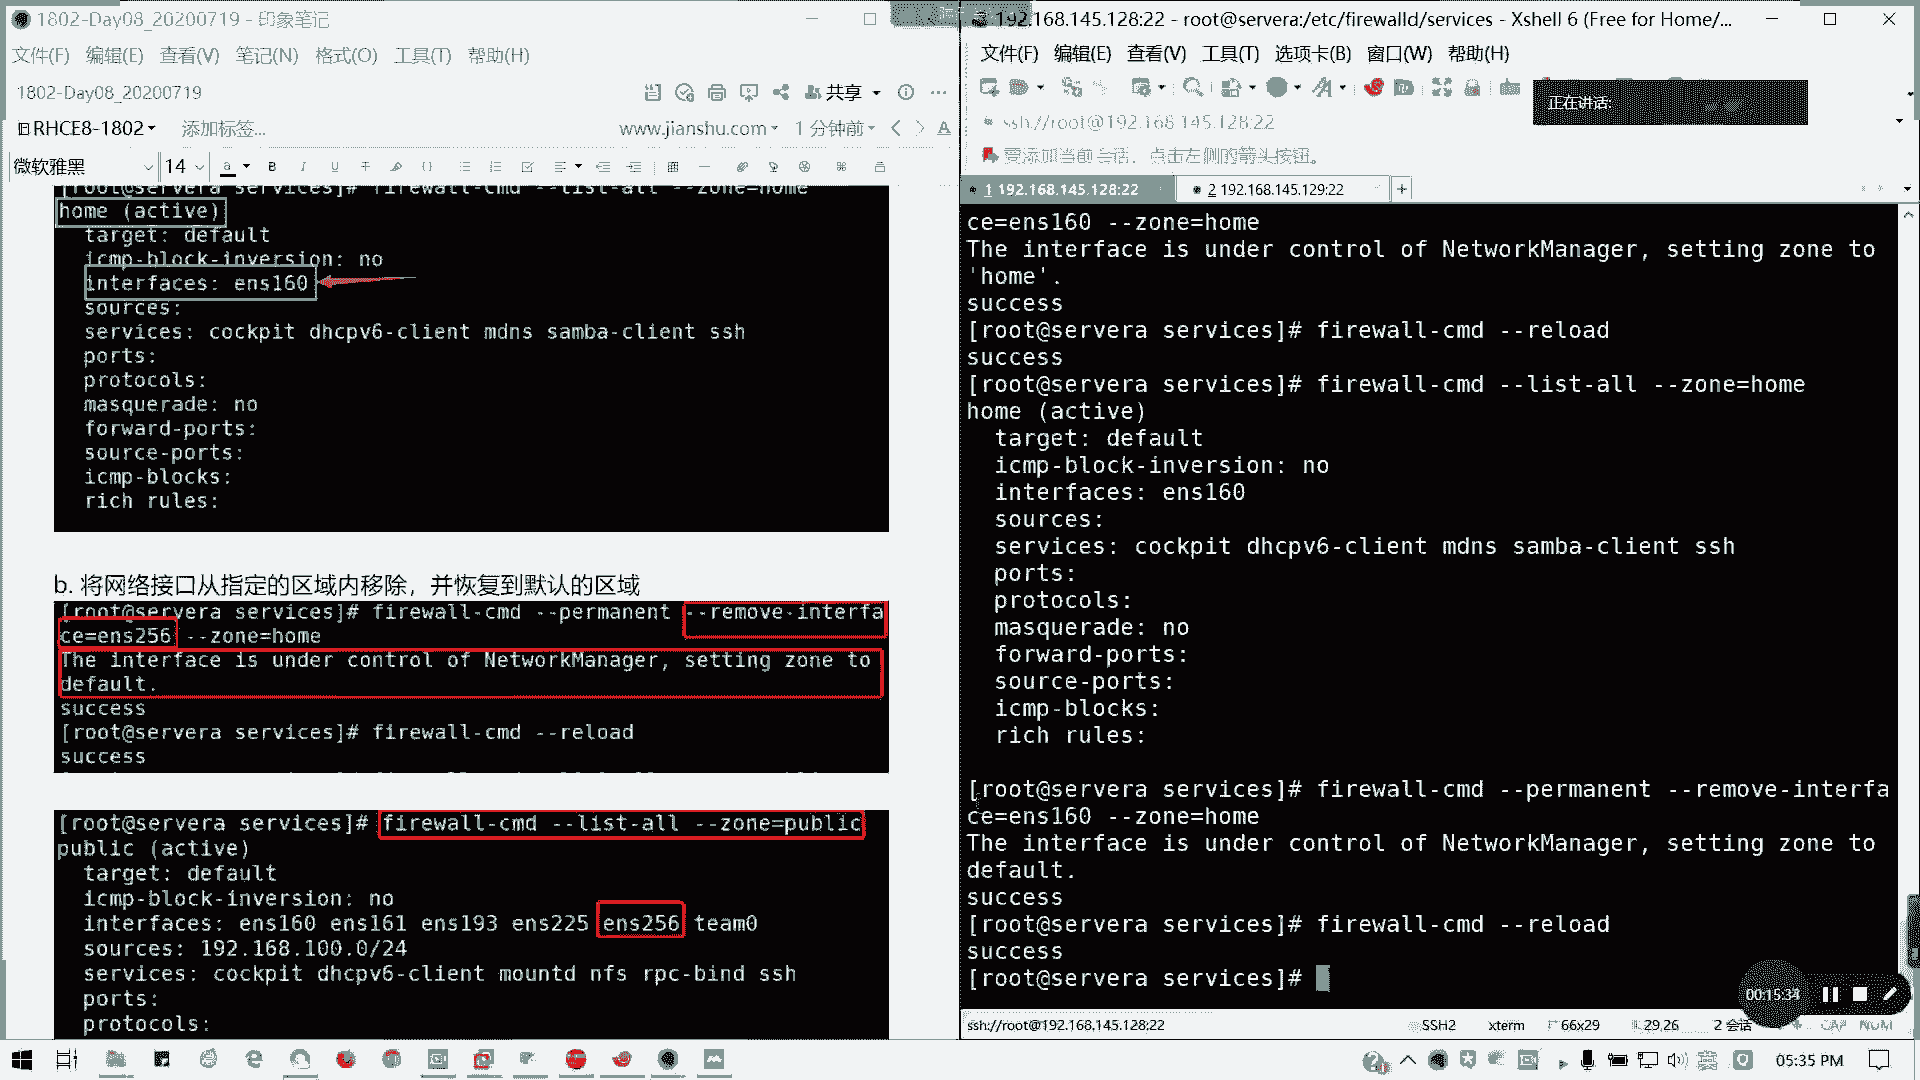 1802-Day08_20200719 - 印象笔记
文件(F) 编辑(E) 查看(V) 笔记(N) 格式(O) 工具(T) 帮助(H)
1802-Day08_20200719
共享
RHCE8-1802
添加标签...
www.jianshu.com
1 分钟前
微软雅黑
14
[root@servera services]# firewall-cmd --list-all --zone=home
home (active)
target: default
icmp-block-inversion: no
interfaces: ens160
sources:
services: cockpit dhcpv6-client mdns samba-client ssh
ports:
protocols:
masquerade: no
forward-ports:
source-ports:
icmp-blocks:
rich rules:
b. 将网络接口从指定的区域内移除，并恢复到默认的区域
[root@servera services]# firewall-cmd --permanent --remove-interfa
ce=ens256 --zone=home
The interface is under control of NetworkManager, setting zone to
default.
success
[root@servera services]# firewall-cmd --reload
success
[root@servera services]# firewall-cmd --list-all --zone=public
public (active)
target: default
icmp-block-inversion: no
interfaces: ens160 ens161 ens193 ens225 ens256 team0
sources: 192.168.100.0/24
services: cockpit dhcpv6-client mountd nfs rpc-bind ssh
ports:
protocols:
192.168.145.128:22 - root@servera:/etc/firewalld/services - Xshell 6 (Free for Home/...
文件(F) 编辑(E) 查看(V) 工具(T) 选项卡(B) 窗口(W) 帮助(H)
正在讲话:
ssh://root@192.168.145.128:22
要添加当前会话，点击左侧的箭头按钮。
1 192.168.145.128:22
2 192.168.145.129:22
ce=ens160 --zone=home
The interface is under control of NetworkManager, setting zone to
'home'.
success
[root@servera services]# firewall-cmd --reload
success
[root@servera services]# firewall-cmd --list-all --zone=home
home (active)
target: default
icmp-block-inversion: no
interfaces: ens160
sources:
services: cockpit dhcpv6-client mdns samba-client ssh
ports:
protocols:
masquerade: no
forward-ports:
source-ports:
icmp-blocks:
rich rules:
[root@servera services]# firewall-cmd --permanent --remove-interfa
ce=ens160 --zone=home
The interface is under control of NetworkManager, setting zone to
default.
success
[root@servera services]# firewall-cmd --reload
success
[root@servera services]#
00:15:34
ssh://root@192.168.145.128:22
SSH2
xterm
66x29
29,26
2 会话
CAP NUM
05:35 PM